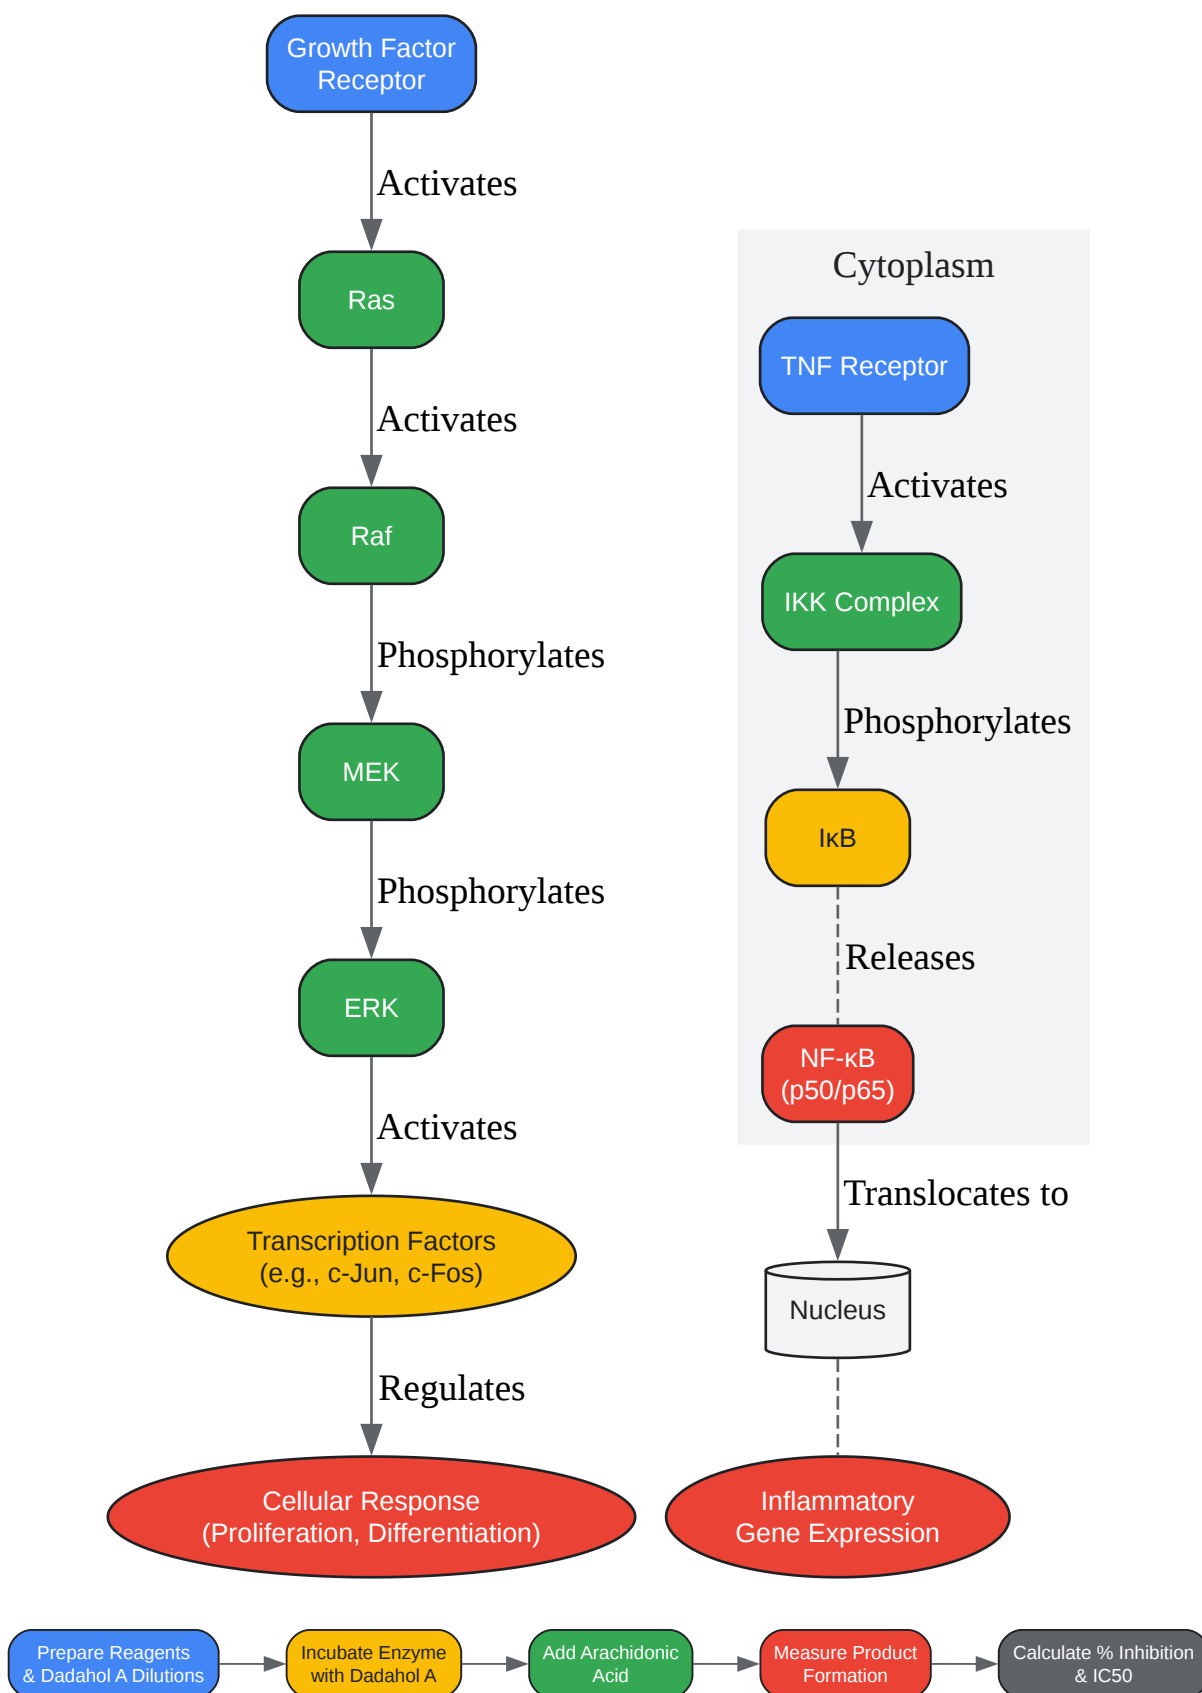 Growth Factor
Receptor
Activates
Ras
Activates
Raf
Phosphorylates
MEK
Phosphorylates
ERK
Activates
Transcription Factors
(e.g., c-Jun, c-Fos)
Regulates
Cellular Response
(Proliferation, Differentiation)
Cytoplasm
TNF Receptor
Activates
IKK Complex
Phosphorylates
IκB
Releases
NF-κB
(p50/p65)
Translocates to
Nucleus
Inflammatory
Gene Expression
Prepare Reagents
& Dadahol A Dilutions
Incubate Enzyme
with Dadahol A
Add Arachidonic
Acid
Measure Product
Formation
Calculate % Inhibition
& IC50